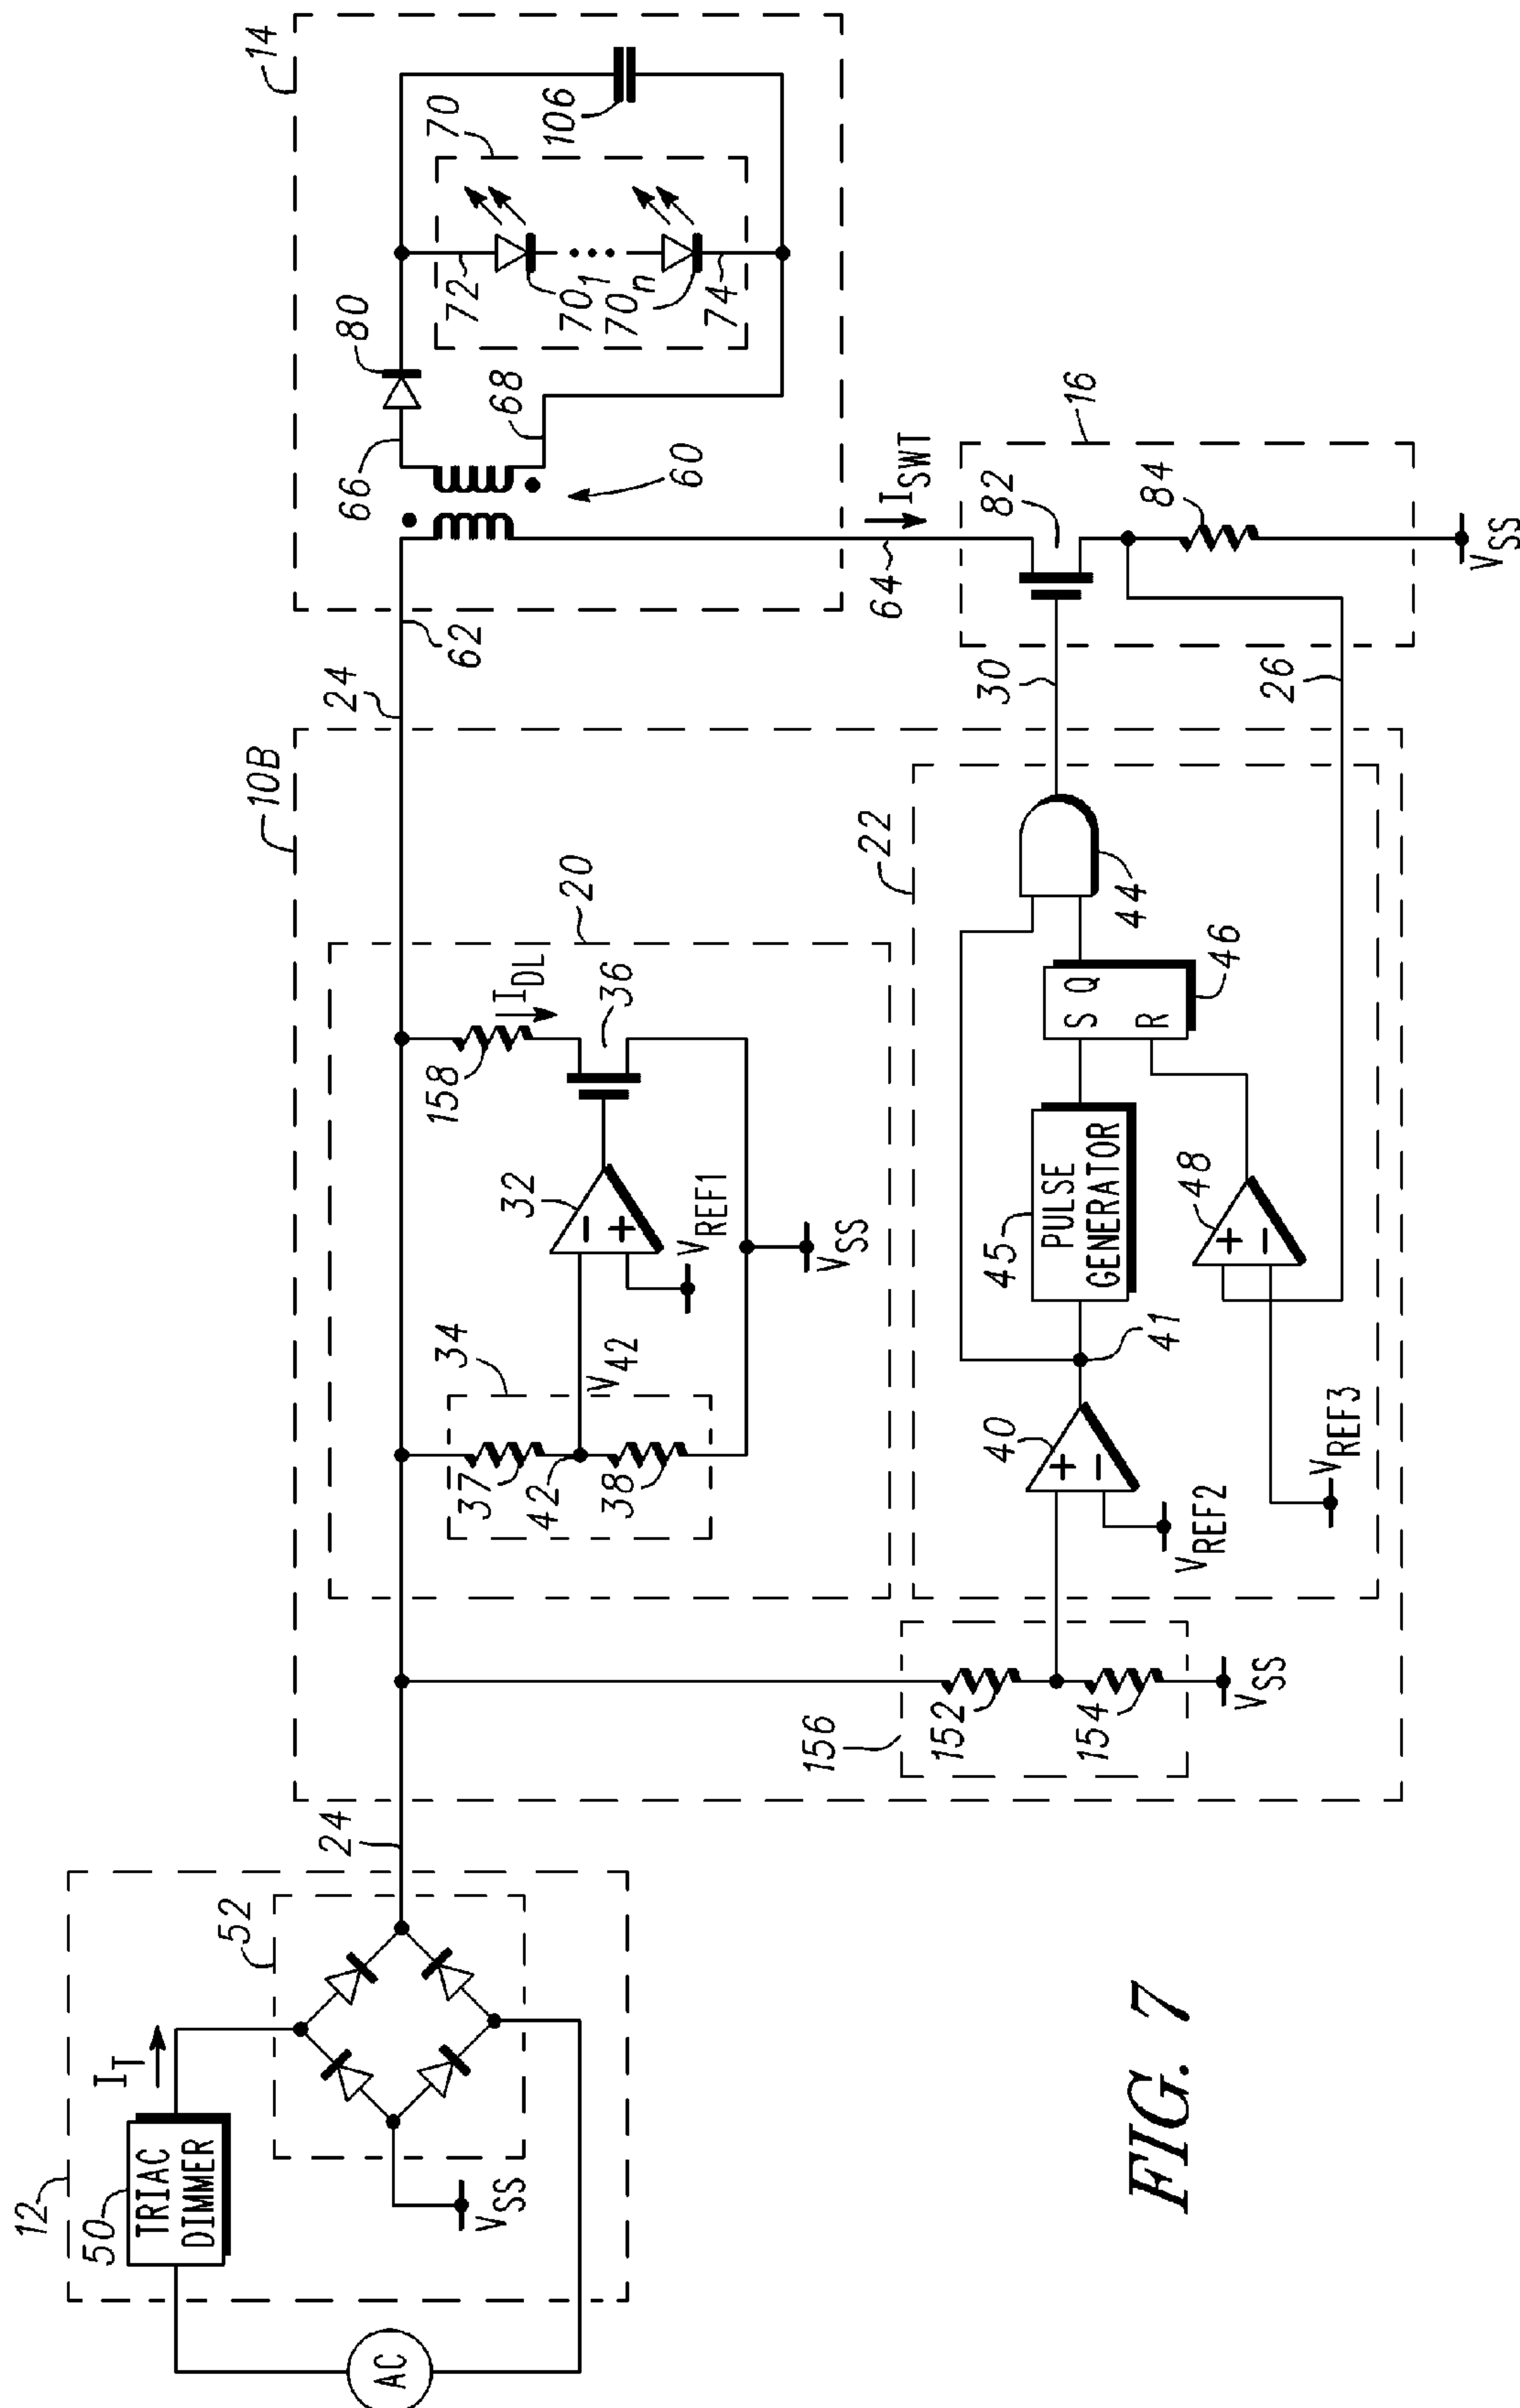 12
50
TRIAC
DIMMER
I_T
AC
52
V_SS
24
10B
24
62
14
66
80
72
70
70_1
70_n
74
106
68
60
20
34
37
42
38
V_42
32
V_REF1
158
I_DL
36
V_SS
64
I_SWT
16
82
84
V_SS
30
26
156
152
154
V_SS
22
40
V_REF2
41
45
PULSE
GENERATOR
S Q
R
46
44
48
V_REF3
FIG. 7